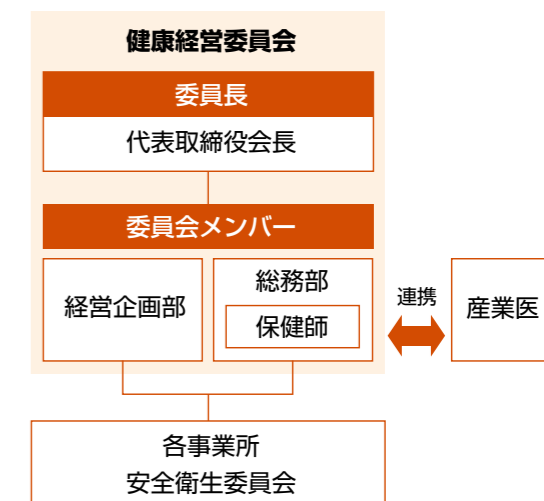 健康経営委員会
委員長
代表取締役会長
委員会メンバー
経営企画部
総務部
保健師
連携
産業医
各事業所
安全衛生委員会